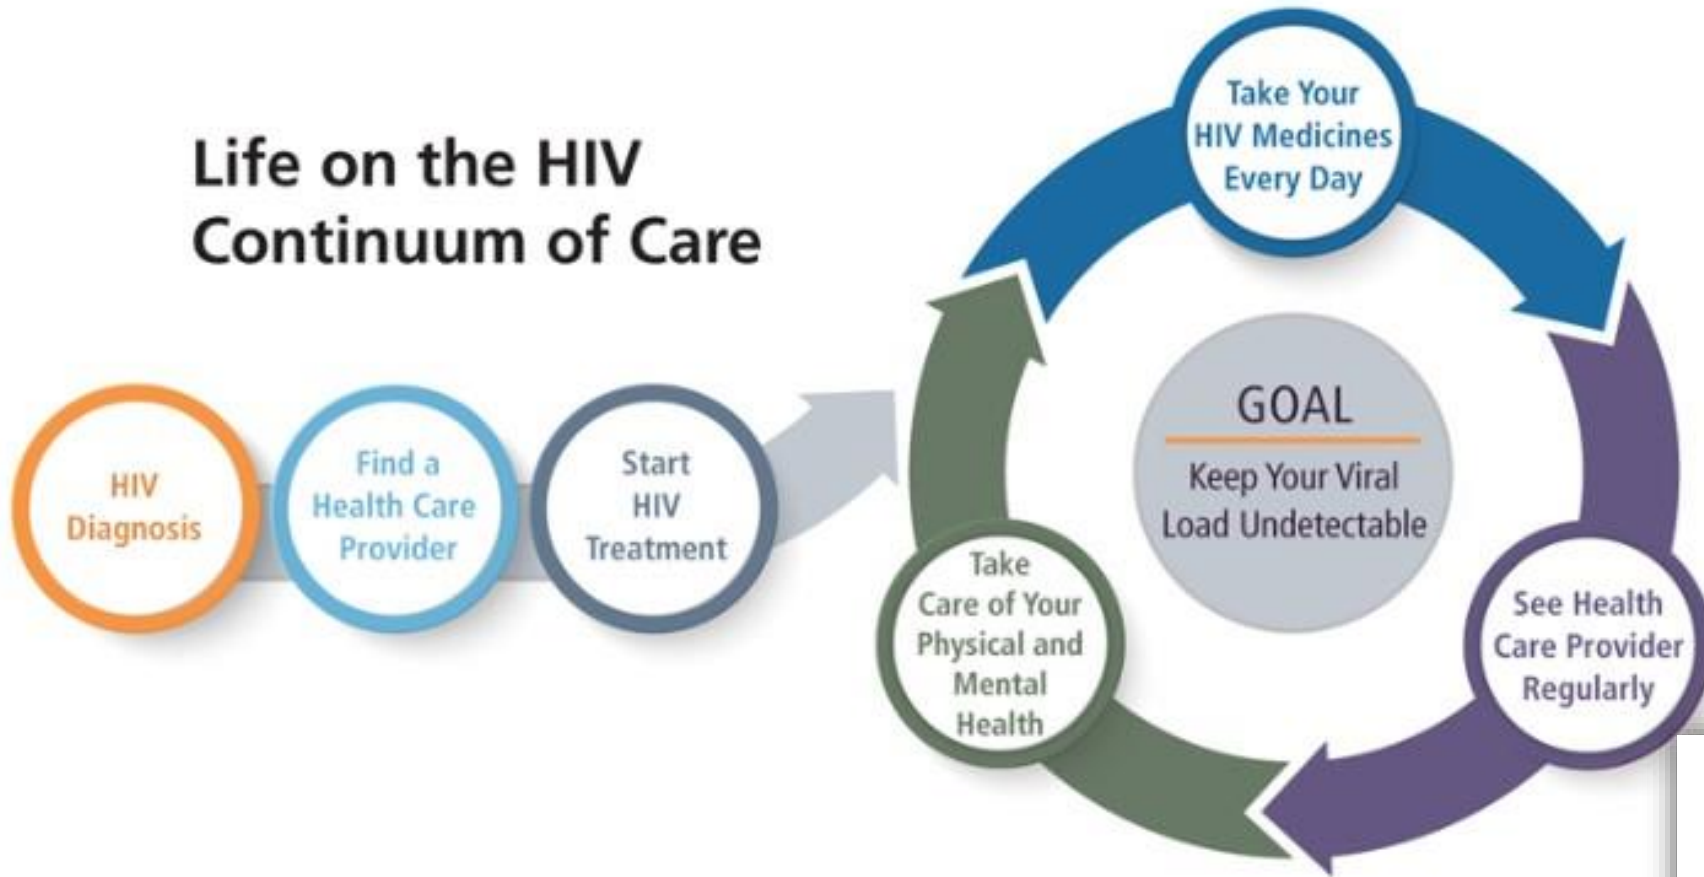 Life on the HIV
Continuum of Care
HIV
Diagnosis
Find a
Health Care
Provider
Start
HIV
Treatment
Take Your
HIV Medicines
Every Day
GOAL
Keep Your Viral
Load Undetectable
See Health
Care Provider
Regularly
Take
Care of Your
Physical and
Mental
Health